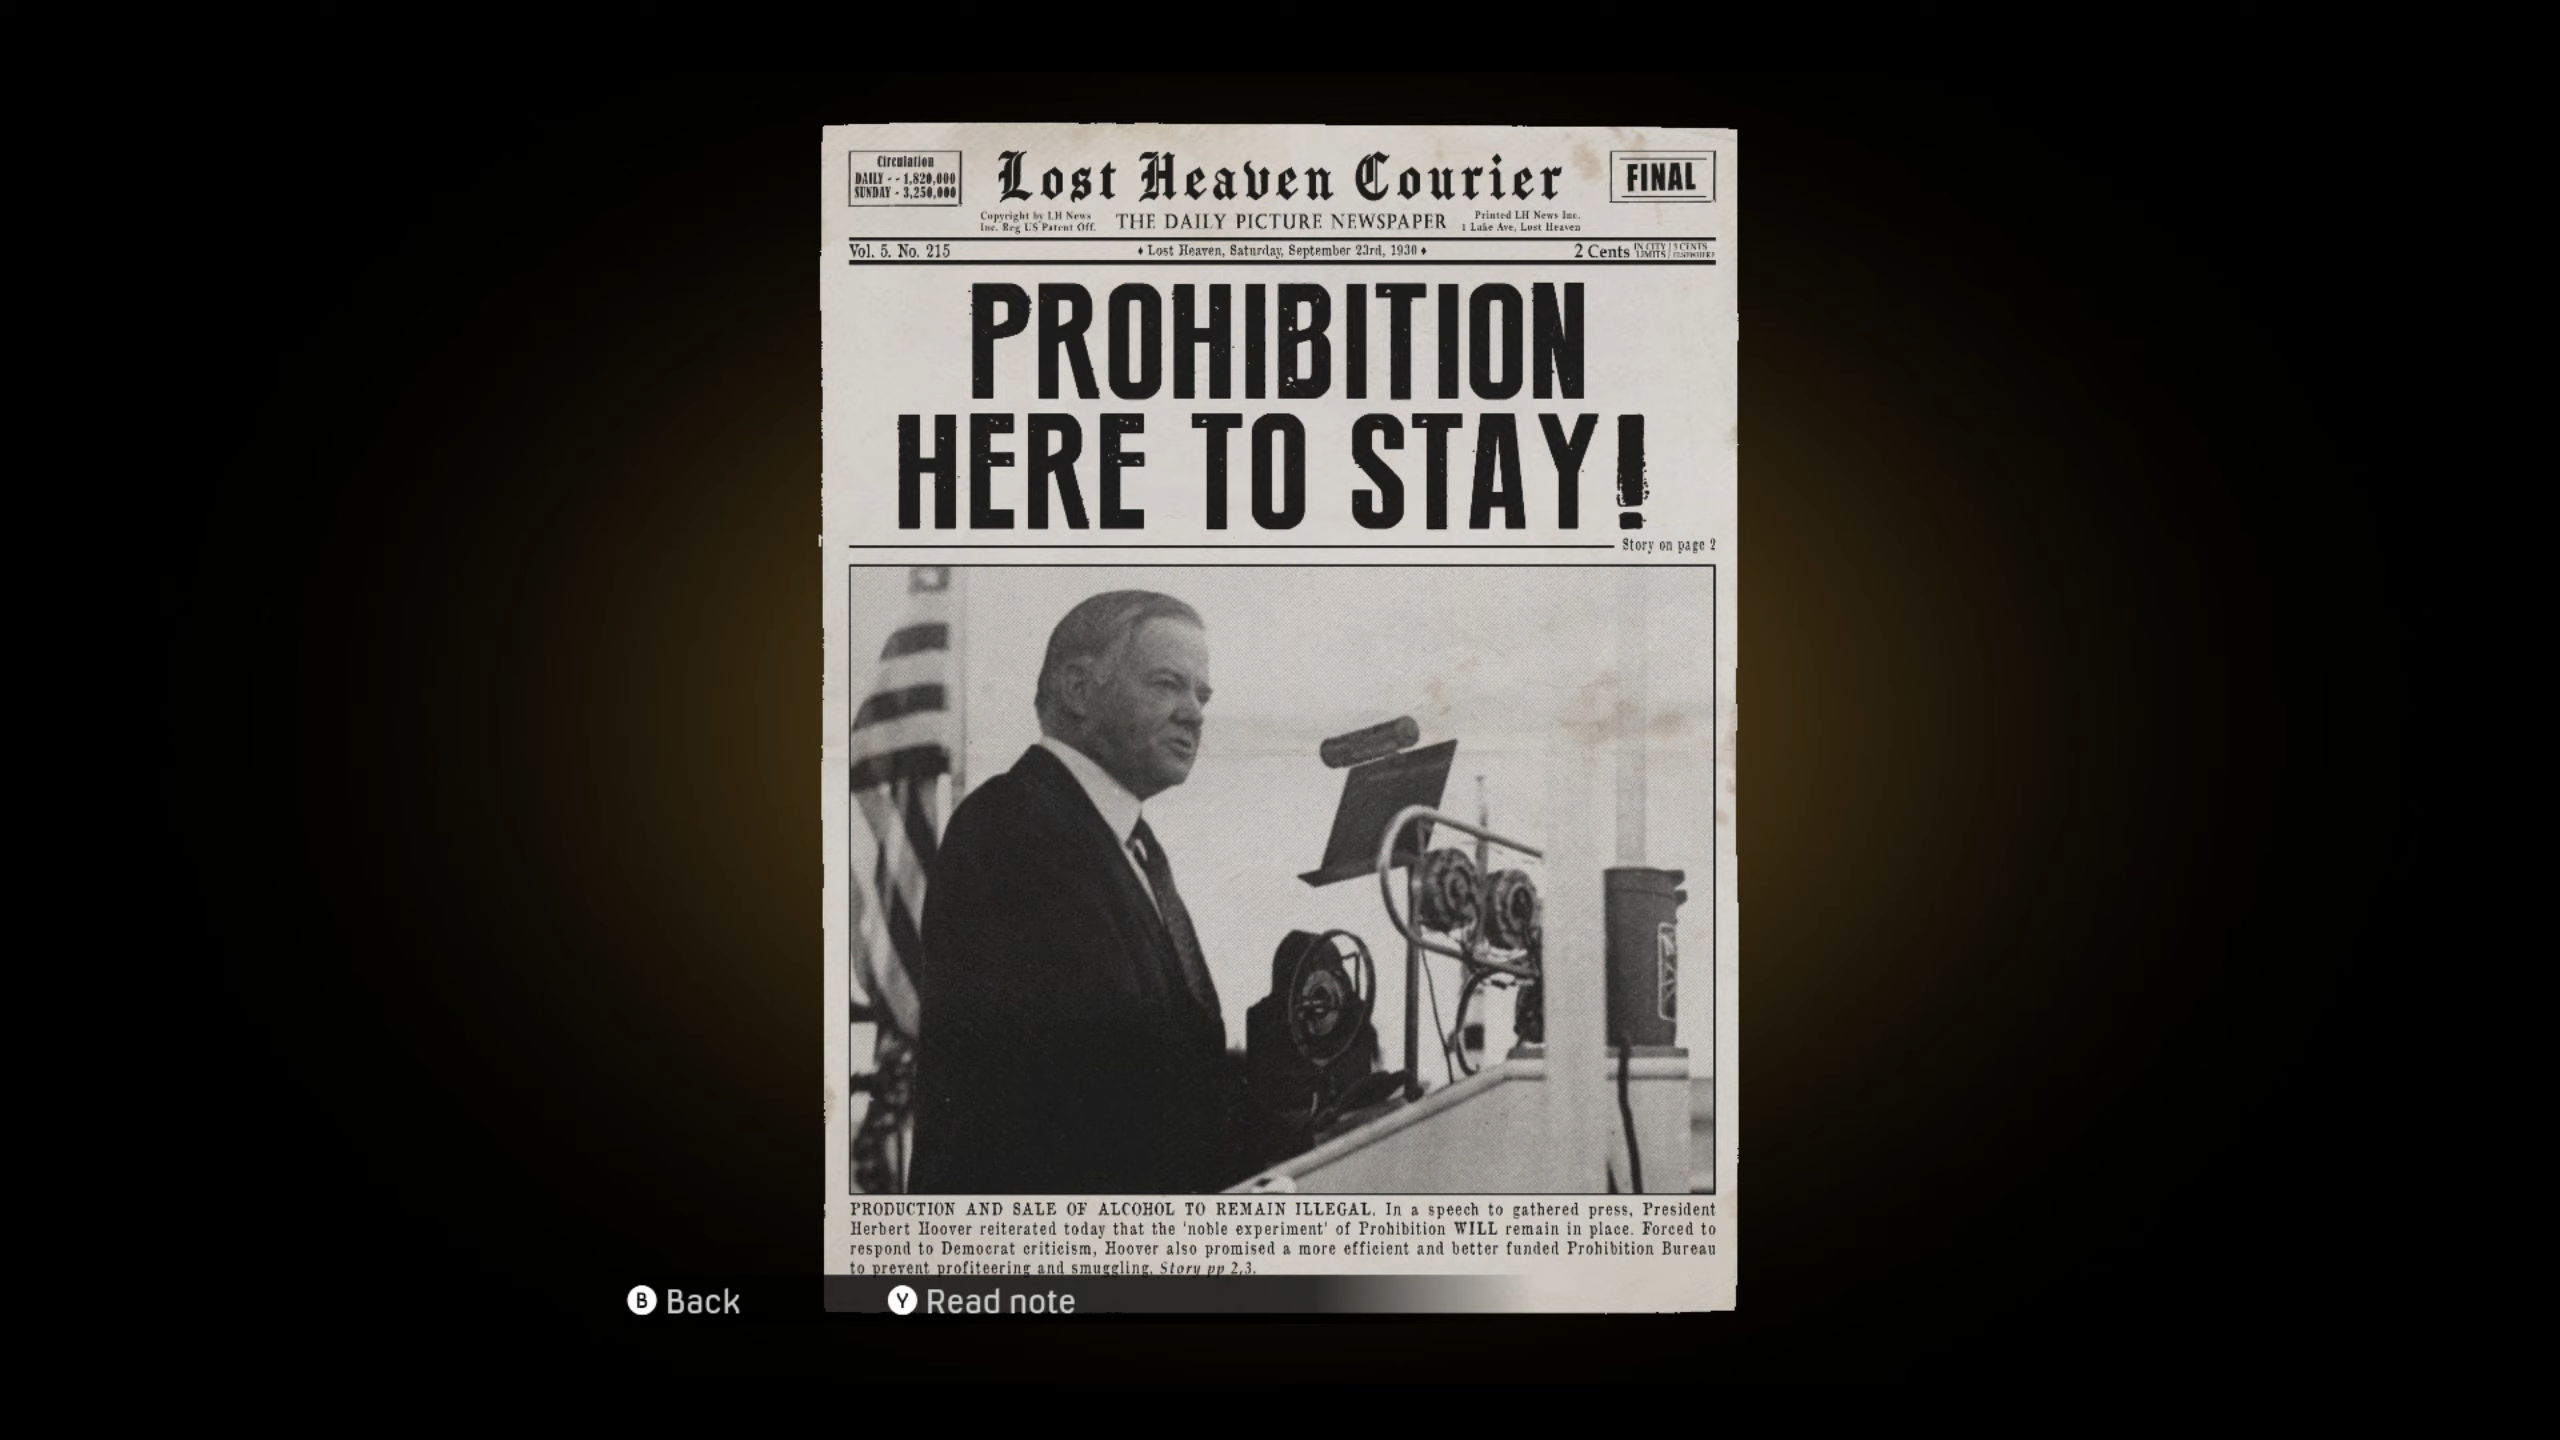 Circulation
DAILY - - 1,820,000
SUNDAY - 3,250,000
Lost Heaven Courier
FINAL
Copyright by LH News
Inc. Reg US Patent Off.
THE DAILY PICTURE NEWSPAPER
Printed LH News Inc.
1 Lake Ave, Lost Heaven
Vol. 5. No. 215
♦ Lost Heaven, Saturday, September 23rd, 1930 ♦
2 Cents
IN CITY
LIMITS
3 CENTS
PROHIBITION
HERE TO STAY!
Story on page 2
PRODUCTION AND SALE OF ALCOHOL TO REMAIN ILLEGAL. In a speech to gathered press, President
Herbert Hoover reiterated today that the 'noble experiment' of Prohibition WILL remain in place. Forced to
respond to Democrat criticism, Hoover also promised a more efficient and better funded Prohibition Bureau
to prevent profiteering and smuggling. Story pp 2,3.
B Back
Y Read note